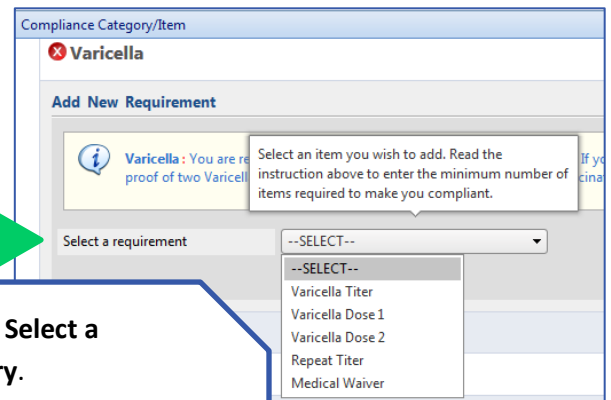 Compliance Category/Item
Varicella
Add New Requirement
Varicella : You are re
proof of two Varicell
If yo
cina
Select an item you wish to add. Read the
instruction above to enter the minimum number of
items required to make you compliant.
Select a requirement
--SELECT--
--SELECT--
Varicella Titer
Varicella Dose 1
Varicella Dose 2
Repeat Titer
Medical Waiver
Select a
ry.